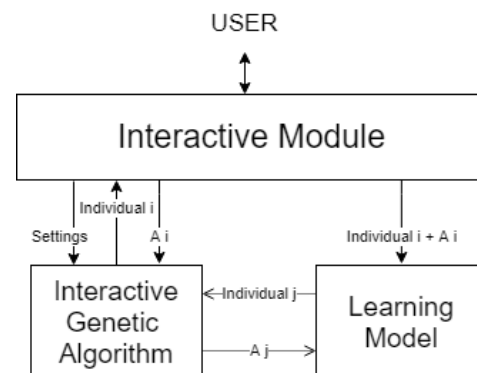 USER
Interactive Module
Individual i
Settings
A i
Individual i + A i
Interactive
Genetic
Algorithm
Individual j
A j
Learning
Model